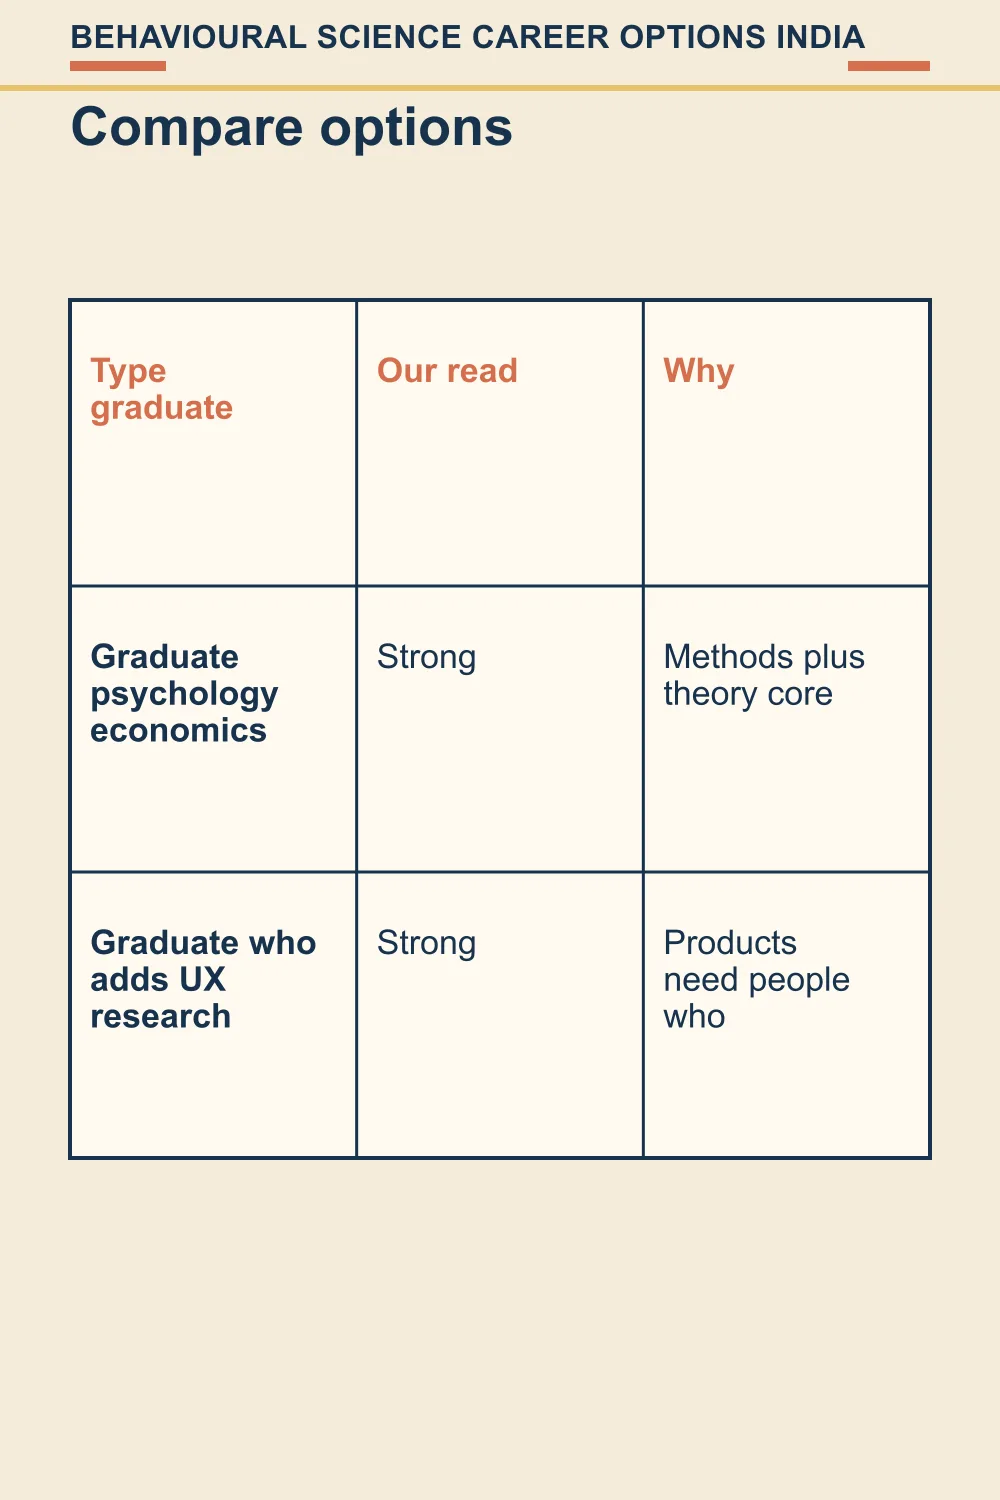 BEHAVIOURAL SCIENCE CAREER OPTIONS INDIA
Compare options
Type
graduate
Our read
Why
Graduate
psychology
economics
Strong
Methods plus
theory core
Graduate who
adds UX
research
Strong
Products
need people
who